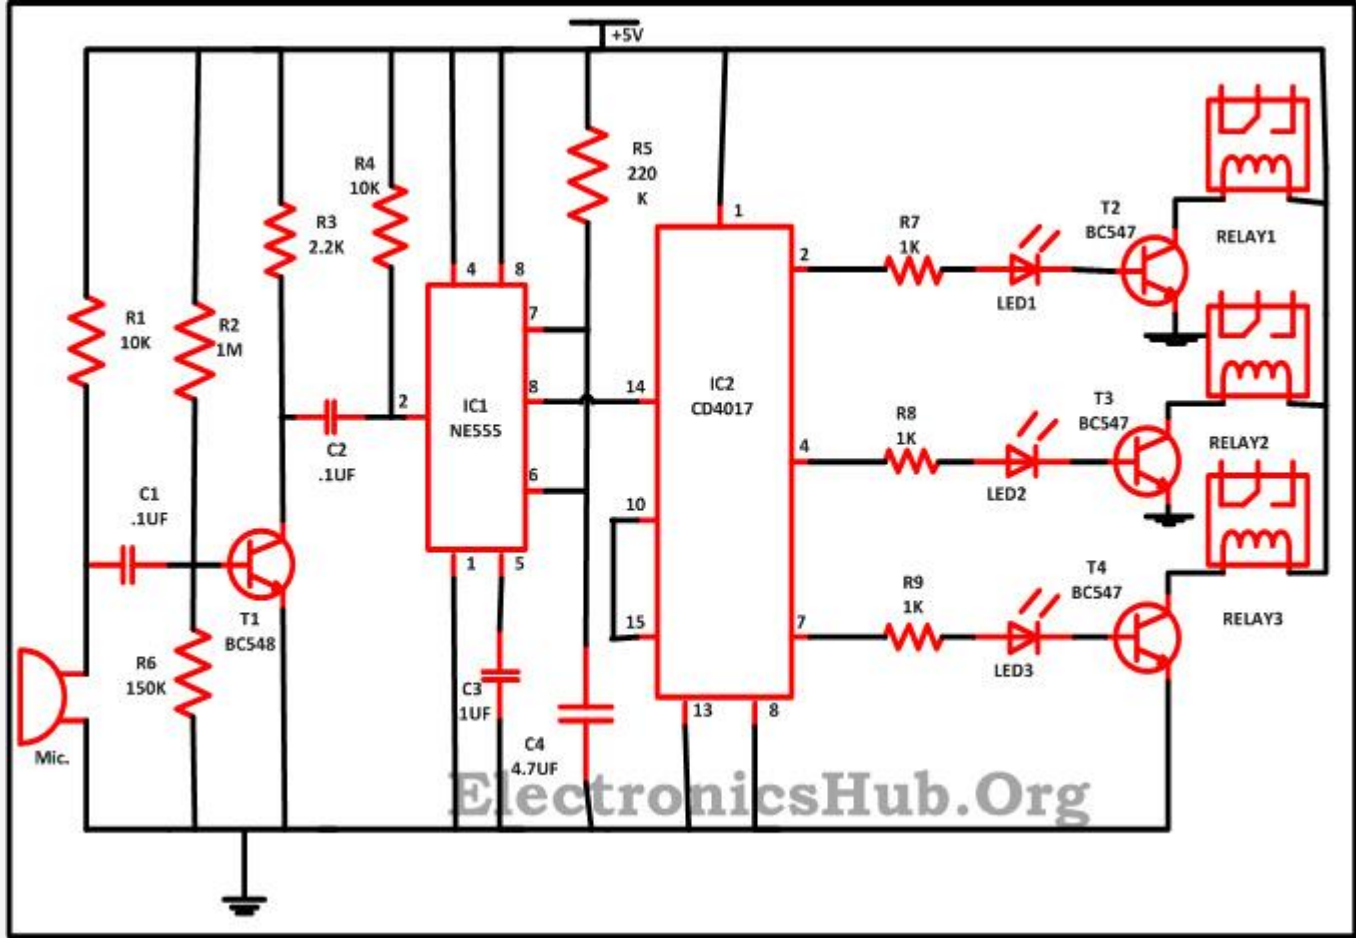 +5V
R5
220
K
R4
10K
R3
2.2K
1
R7
1K
T2
BC547
RELAY1
2
4
8
LED1
7
R1
10K
R2
1M
8
14
IC2
CD4017
IC1
NE555
2
R8
1K
T3
BC547
RELAY2
C2
.1UF
4
6
LED2
C1
.1UF
10
1
5
R9
1K
T4
BC547
T1
BC548
15
7
RELAY3
R6
150K
LED3
C3
1UF
13
8
Mic.
C4
4.7UF
ElectronicsHub.Org